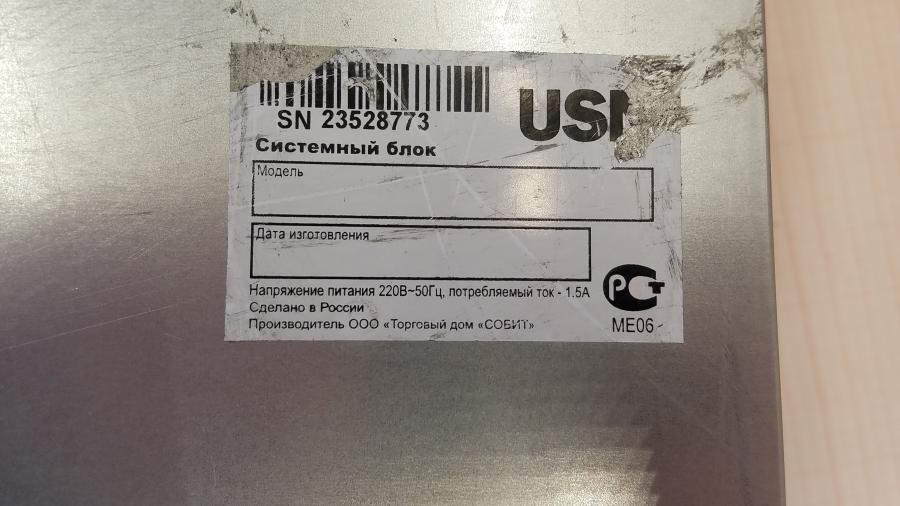 SN 23528773
USN
Системный блок
Модель
Дата изготовления
Напряжение питания 220В~50Гц, потребляемый ток - 1.5А
Сделано в России
Производитель ООО «Торговый дом «СОБИТ»
РСТ
МЕ06